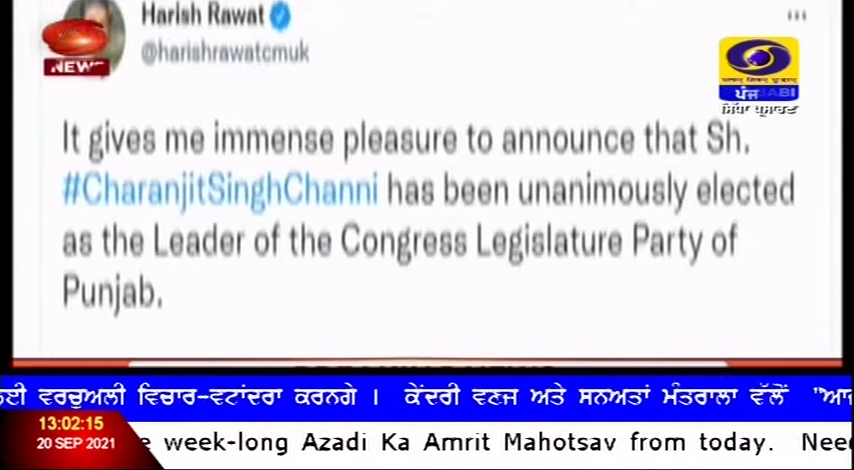 Harish Rawat
@harishrawatcmuk
NEWS
ਪੰਜਾਬੀ
ਸਿੱਧਾ ਪ੍ਰਸਾਰਣ
It gives me immense pleasure to announce that Sh.
#CharanjitSinghChanni has been unanimously elected
as the Leader of the Congress Legislature Party of
Punjab.
ਵਰਚੁਅਲੀ ਵਿਚਾਰ-ਵਟਾਂਦਰਾ ਕਰਨਗੇ । ਕੇਂਦਰੀ ਵਣਜ ਅਤੇ ਸਨਅਤਾਂ ਮੰਤਰਾਲਾ ਵੱਲੋਂ
13:02:15
20 SEP 2021
week-long Azadi Ka Amrit Mahotsav from today.